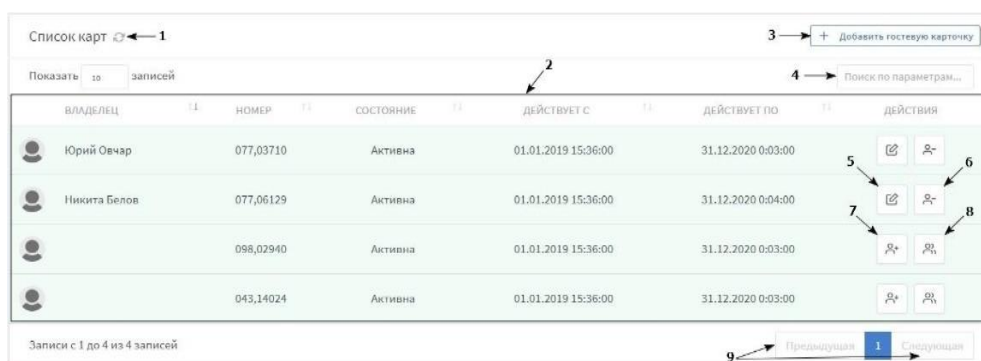 Список карт 1 3 + Добавить гостевую карточку
Показать 10 записей 2 4 Поиск по параметрам...
ВЛАДЕЛЕЦ НОМЕР СОСТОЯНИЕ ДЕЙСТВУЕТ С ДЕЙСТВУЕТ ПО ДЕЙСТВИЯ
Юрий Овчар 077,03710 Активна 01.01.2019 15:36:00 31.12.2020 0:03:00
5 6
Никита Белов 077,06129 Активна 01.01.2019 15:36:00 31.12.2020 0:04:00
7 8
098,02940 Активна 01.01.2019 15:36:00 31.12.2020 0:03:00
043,14024 Активна 01.01.2019 15:36:00 31.12.2020 0:03:00
Записи с 1 до 4 из 4 записей Предыдущая 1 Следующая
9